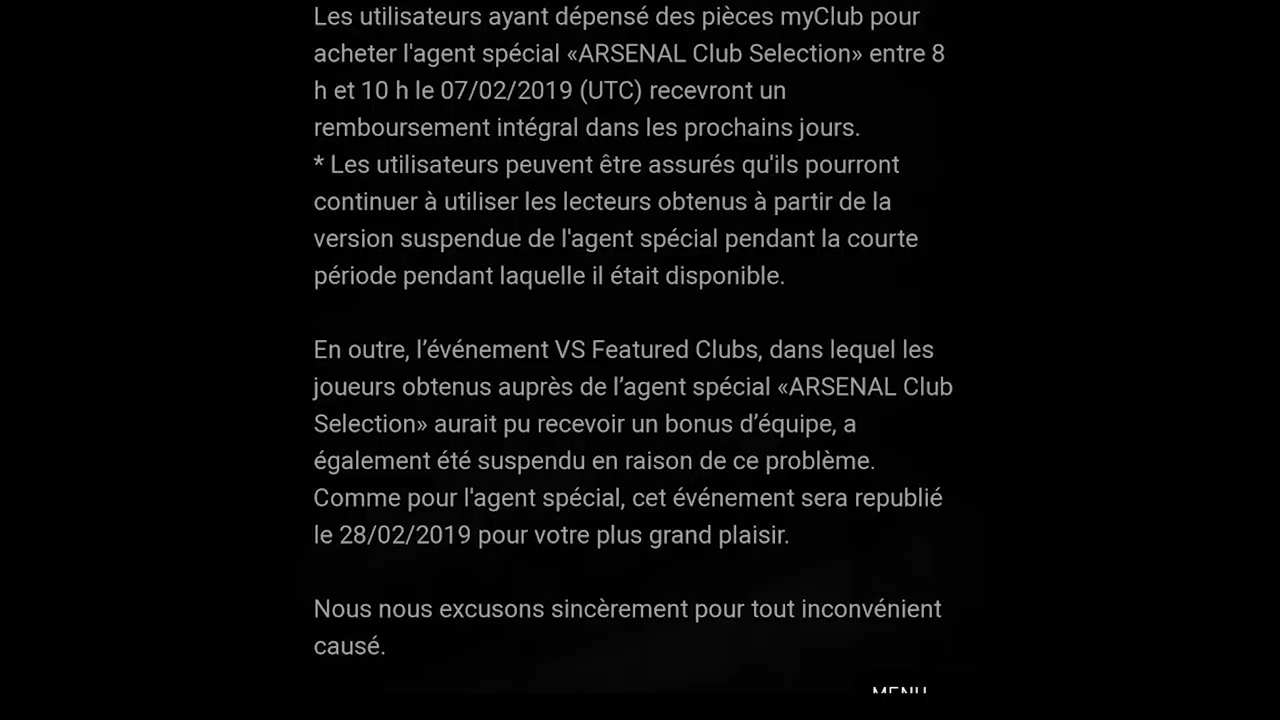 Les utilisateurs ayant dépensé des pièces myClub pour
acheter l'agent spécial «ARSENAL Club Selection» entre 8
h et 10 h le 07/02/2019 (UTC) recevront un
remboursement intégral dans les prochains jours.
* Les utilisateurs peuvent être assurés qu'ils pourront
continuer à utiliser les lecteurs obtenus à partir de la
version suspendue de l'agent spécial pendant la courte
période pendant laquelle il était disponible.
En outre, l’événement VS Featured Clubs, dans lequel les
joueurs obtenus auprès de l’agent spécial «ARSENAL Club
Selection» aurait pu recevoir un bonus d’équipe, a
également été suspendu en raison de ce problème.
Comme pour l'agent spécial, cet événement sera republié
le 28/02/2019 pour votre plus grand plaisir.
Nous nous excusons sincèrement pour tout inconvénient
causé.
MENU